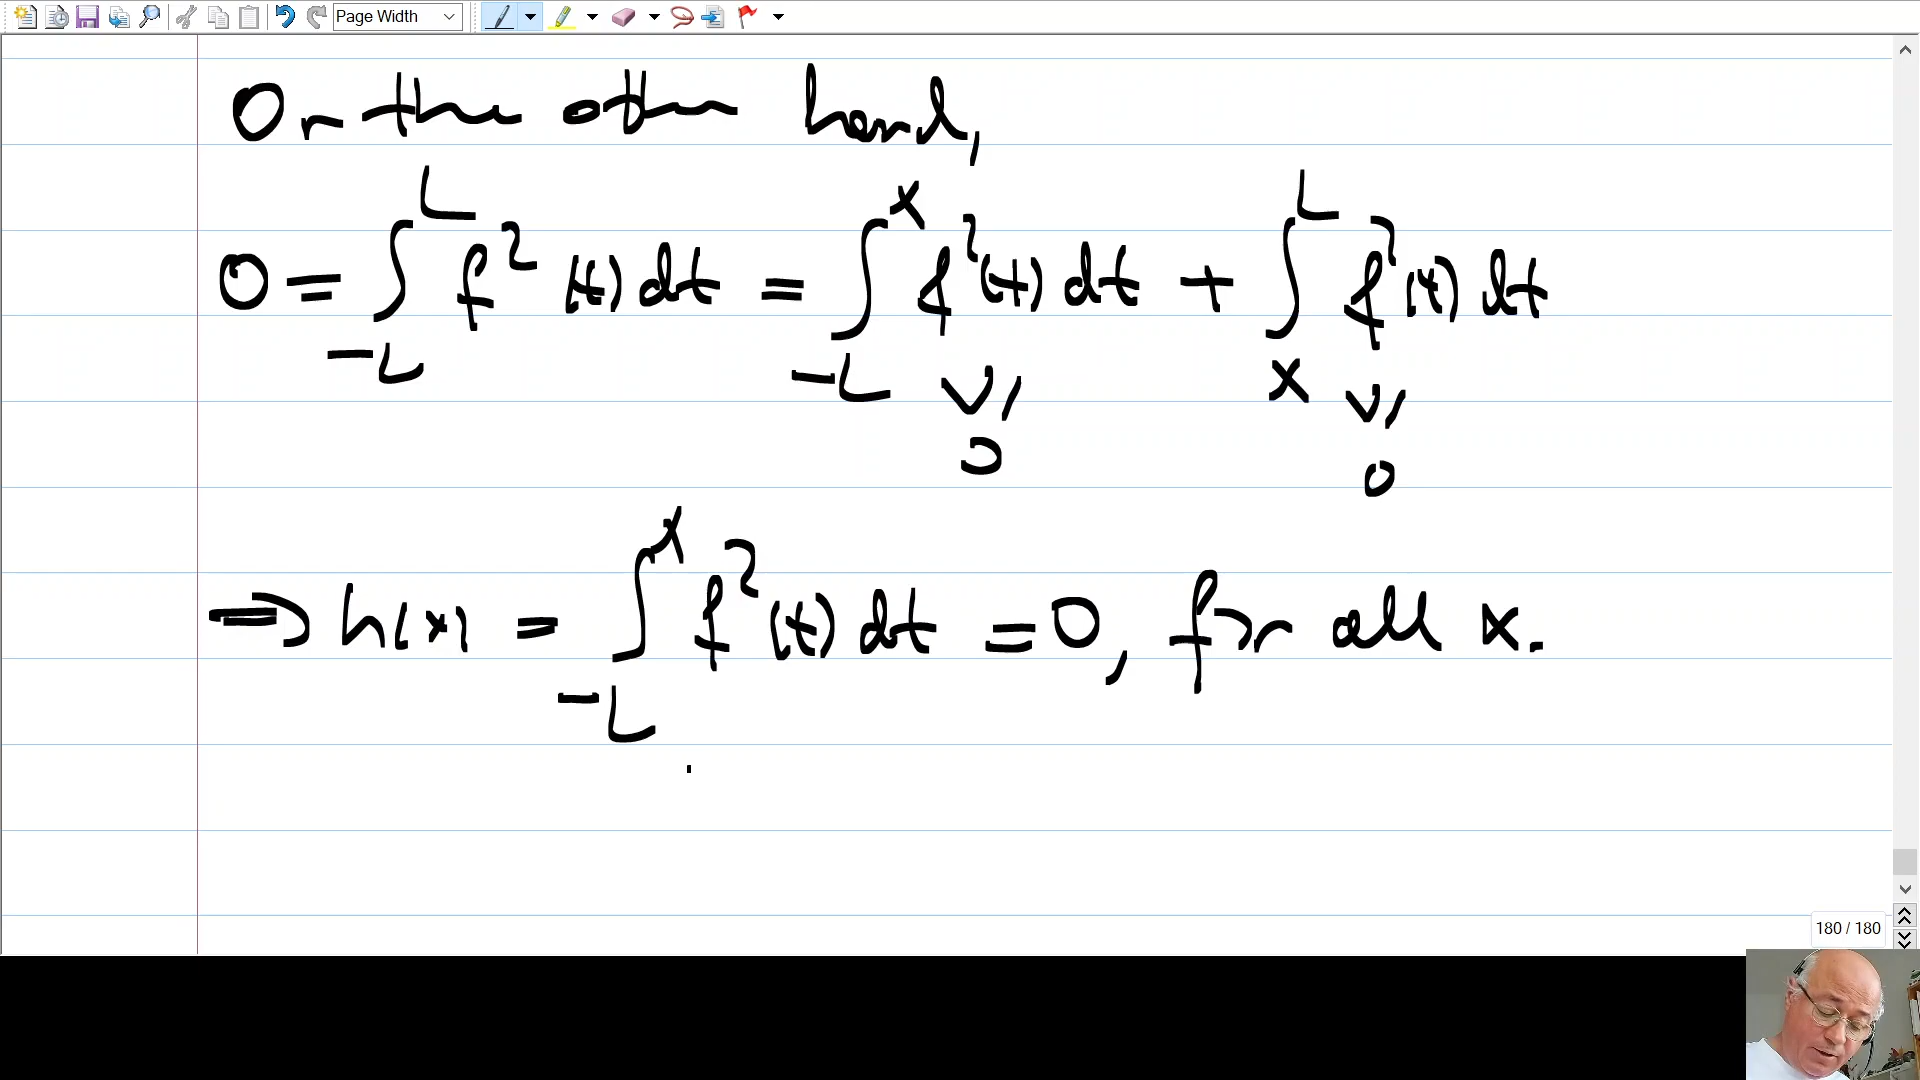 Page Width
On the other hand,
0 = ∫_{-L}^{L} f² (t) dt = ∫_{-L}^{x} f²(t) dt + ∫_{x}^{L} f²(t) dt
≥ ≥
0 0
⇒ h(x) = ∫_{-L}^{x} f²(t) dt = 0, for all x.
180 / 180